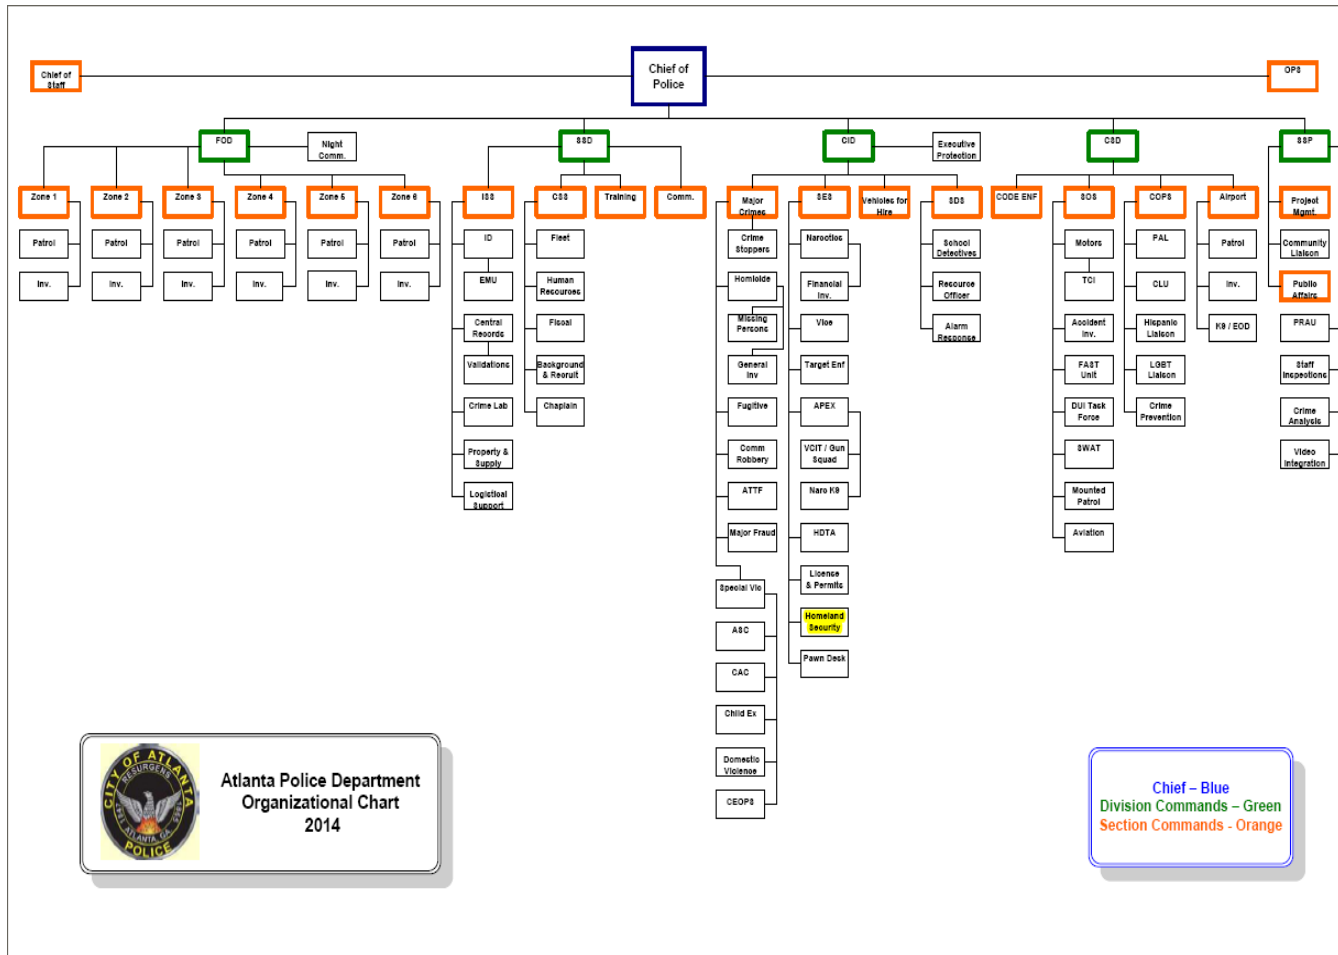 Chief of
Police
Chief of
Staff
OPS
FOD
Night
Comm.
SSD
CID
Executive
Protection
CSD
SSP
Zone 1
Zone 2
Zone 3
Zone 4
Zone 5
Zone 6
ISS
CSS
Training
Comm.
Major
Crimes
SES
Vehicles for
Hire
SDS
CODE ENF
SOS
COPS
Airport
Project
Mgmt.
Patrol
Patrol
Patrol
Patrol
Patrol
Patrol
Inv.
Inv.
Inv.
Inv.
Inv.
Inv.
ID
EMU
Central
Records
Validations
Crime Lab
Property &
Supply
Logistical
Support
Fleet
Human
Resources
Fiscal
Background
& Recruit
Chaplain
Crime
Stoppers
Homicide
Missing
Persons
General
Inv
Fugitive
Comm
Robbery
ATTF
Major Fraud
Special Vic
ASC
CAC
Child Ex
Domestic
Violence
CEOPS
Narcotics
Financial
Inv.
Vice
Target Enf
APEX
VCIT / Gun
Squad
Narc K9
HDTA
License
& Permits
Homeland
Security
Pawn Desk
School
Detectives
Resource
Officer
Alarm
Response
Motors
TCI
Accident
Inv.
FAST
Unit
DUI Task
Force
SWAT
Mounted
Patrol
Aviation
PAL
CLU
Hispanic
Liaison
LGBT
Liaison
Crime
Prevention
Patrol
Inv.
K9 / EOD
Community
Liaison
Public
Affairs
PRAU
Staff
Inspections
Crime
Analysis
Video
Integration
CITY OF ATLANTA
RESURGENS
1847 ATLANTA, GA. 1865
POLICE
Atlanta Police Department
Organizational Chart
2014
Chief – Blue
Division Commands – Green
Section Commands - Orange